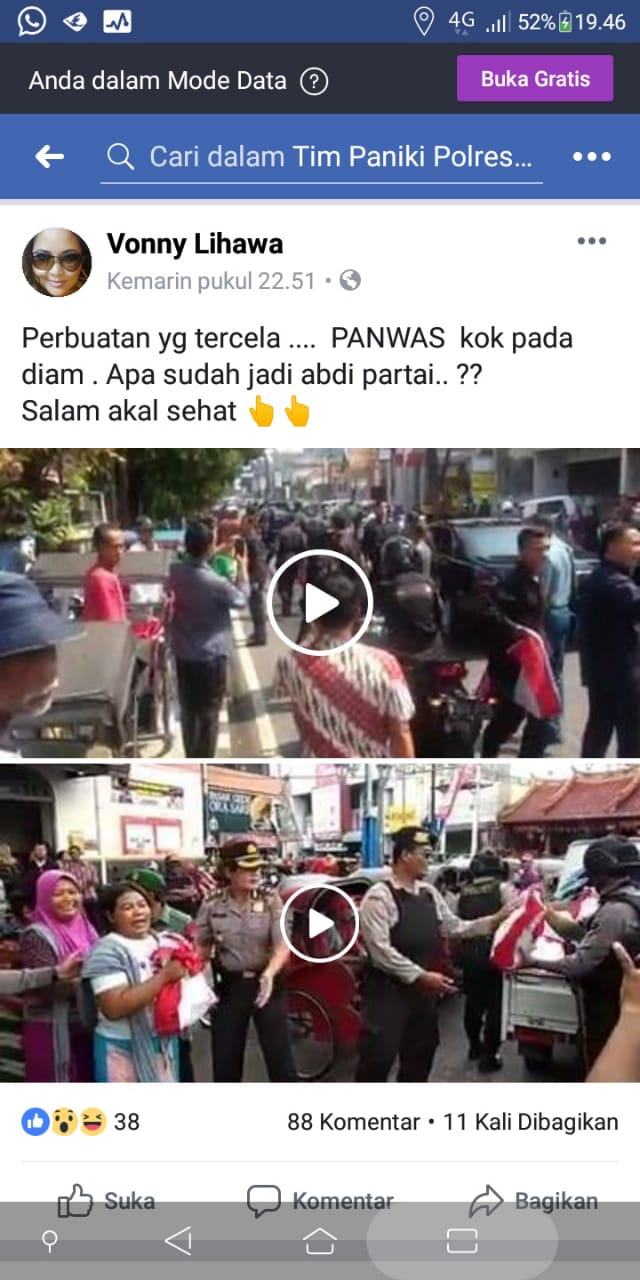 4G 52% 19.46
Anda dalam Mode Data ?
Buka Gratis
Cari dalam Tim Paniki Polres...
Vonny Lihawa
Kemarin pukul 22.51 •
Perbuatan yg tercela .... PANWAS kok pada
diam . Apa sudah jadi abdi partai.. ??
Salam akal sehat 👆👆
38
88 Komentar • 11 Kali Dibagikan
Suka
Komentar
Bagikan